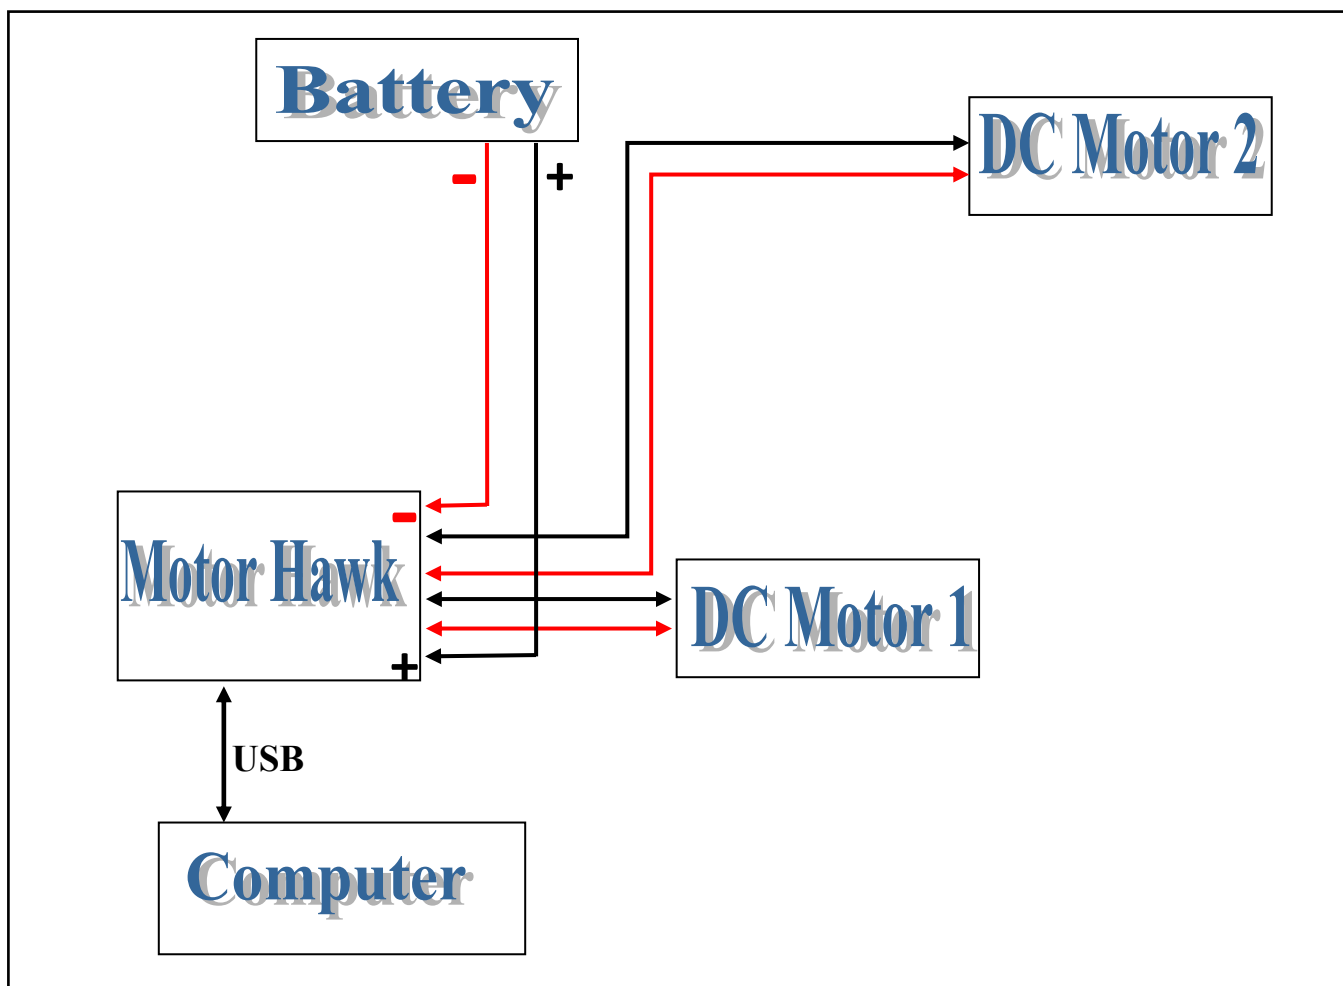 Battery
DC Motor 2
-
+
-
Motor Hawk
DC Motor 1
+
USB
Computer